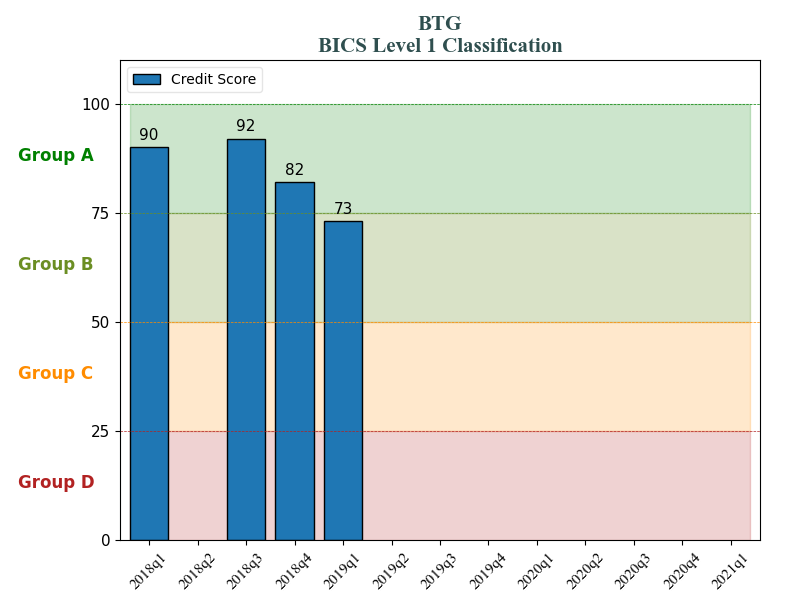 BTG
BICS Level 1 Classification
Credit Score
100
75
50
25
0
Group A
Group B
Group C
Group D
90
92
82
73
2018q1
2018q2
2018q3
2018q4
2019q1
2019q2
2019q3
2019q4
2020q1
2020q2
2020q3
2020q4
2021q1